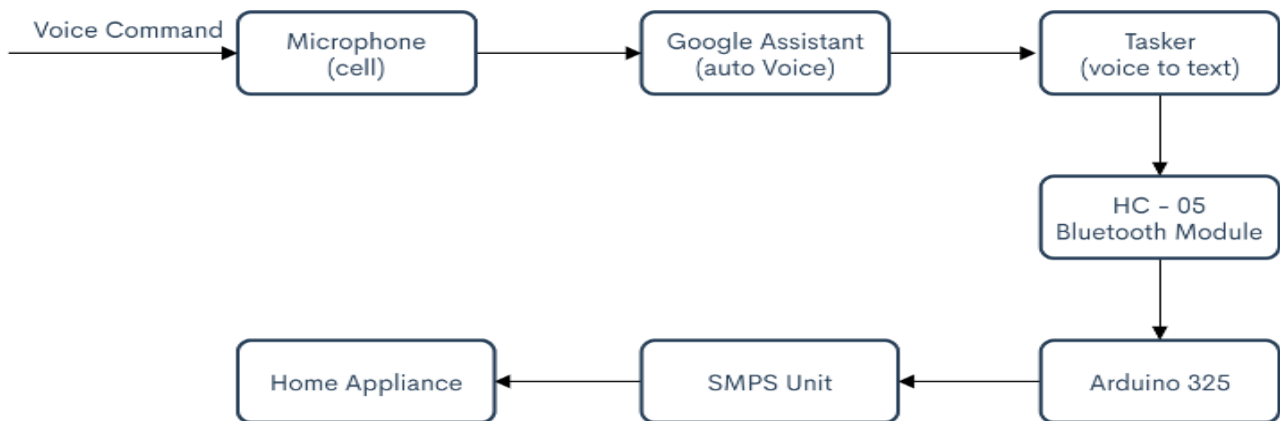 Voice Command
Microphone
(cell)
Google Assistant
(auto Voice)
Tasker
(voice to text)
HC - 05
Bluetooth Module
Arduino 325
SMPS Unit
Home Appliance